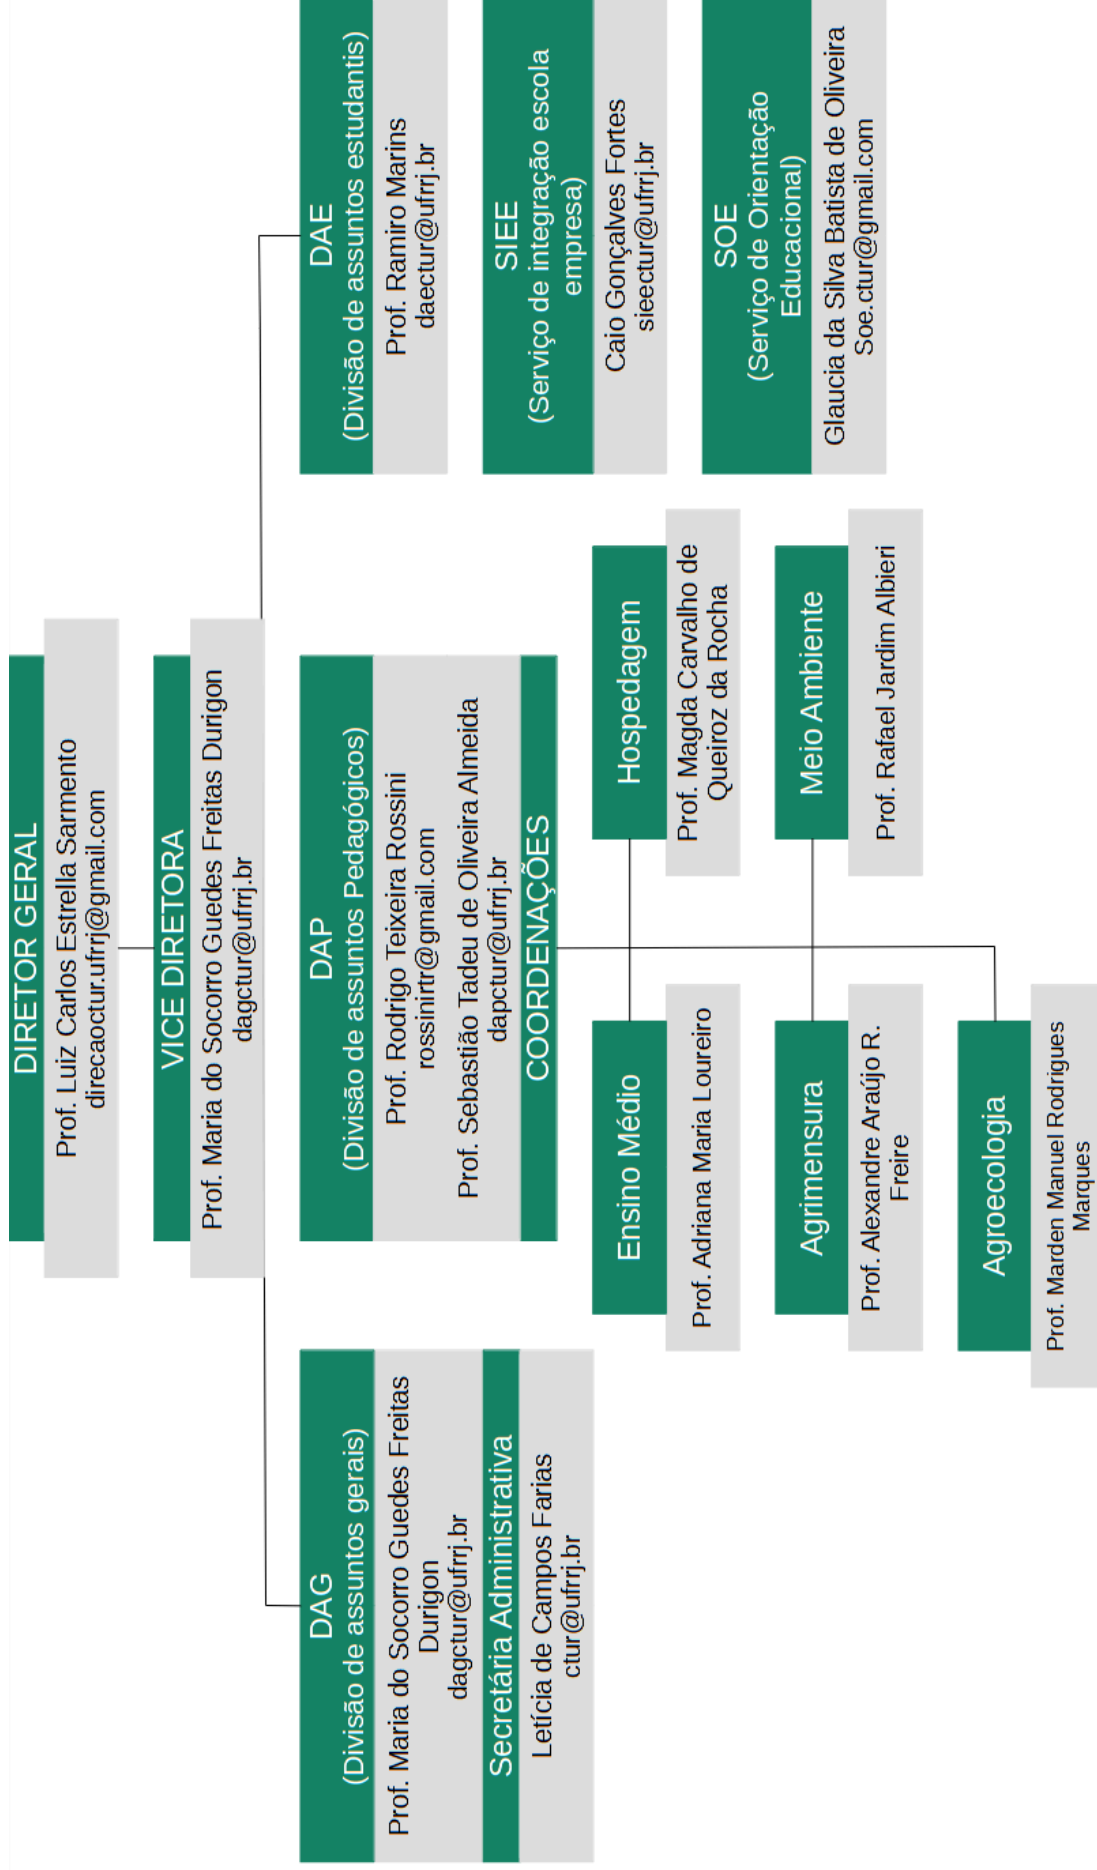 DIRETOR GERAL
Prof. Luiz Carlos Estrella Sarmento
direcaoctur.ufrrj@gmail.com
VICE DIRETORA
Prof. Maria do Socorro Guedes Freitas Durigon
dagctur@ufrrj.br
DAG
(Divisão de assuntos gerais)
Prof. Maria do Socorro Guedes Freitas
Durigon
dagctur@ufrrj.br
Secretária Administrativa
Letícia de Campos Farias
ctur@ufrrj.br
DAP
(Divisão de assuntos Pedagógicos)
Prof. Rodrigo Teixeira Rossini
rossinirtr@gmail.com
Prof. Sebastião Tadeu de Oliveira Almeida
dapctur@ufrrj.br
COORDENAÇÕES
Ensino Médio
Prof. Adriana Maria Loureiro
Hospedagem
Prof. Magda Carvalho de
Queiroz da Rocha
Agrimensura
Prof. Alexandre Araújo R.
Freire
Meio Ambiente
Prof. Rafael Jardim Albieri
Agroecologia
Prof. Marden Manuel Rodrigues
Marques
DAE
(Divisão de assuntos estudantis)
Prof. Ramiro Marins
daectur@ufrrj.br
SIEE
(Serviço de integração escola
empresa)
Caio Gonçalves Fortes
sieectur@ufrrj.br
SOE
(Serviço de Orientação
Educacional)
Glaucia da Silva Batista de Oliveira
Soe.ctur@gmail.com